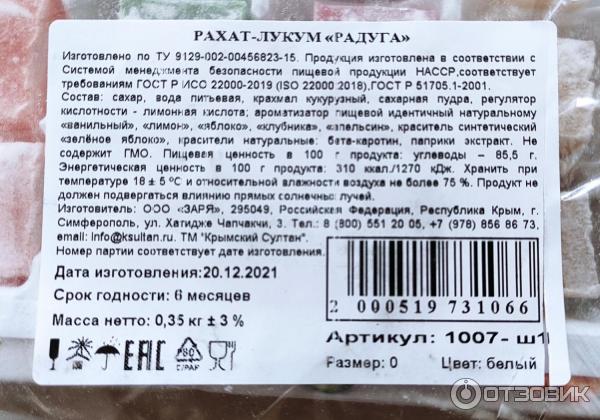 РАХАТ-ЛУКУМ «РАДУГА»
Изготовлено по ТУ 9129-002-00456823-15. Продукция изготовлена в соответствии с
Системой менеджмента безопасности пищевой продукции НАССР,соответствует
требованиям ГОСТ Р ИСО 22000-2019 (ISO 22000:2018),ГОСТ Р 51705.1-2001.
Состав: сахар, вода питьевая, крахмал кукурузный, сахарная пудра, регулятор
кислотности - лимонная кислота; ароматизатор пищевой идентичный натуральному
«ванильный», «лимон», «яблоко», «клубника», «апельсин», краситель синтетический
«зелёное яблоко», красители натуральные: бета-каротин, паприки экстракт. Не
содержит ГМО. Пищевая ценность в 100 г продукта: углеводы – 85,5 г.
Энергетическая ценность в 100 г продукта: 310 ккал./1270 кДж. Хранить при
температуре 18 ± 5 °С и относительной влажности воздуха не более 75 %. Продукт не
должен подвергаться влиянию прямых солнечных лучей.
Изготовитель: ООО «ЗАРЯ», 295049, Российская Федерация, Республика Крым, г.
Симферополь, ул. Хатидже Чапчакчи, 3. Тел.: 8 (800) 551 20 05, +7 (978) 856 86 73,
email: info@ksultan.ru. ТМ "Крымский Султан".
Номер партии соответствует дате изготовления.
Дата изготовления:20.12.2021
Срок годности: 6 месяцев
Масса нетто: 0,35 кг ± 3 %
2 000519 731066
Артикул: 1007- ш1
Размер: 0 Цвет: белый
EAC
C/PAP
ОТЗОВИК